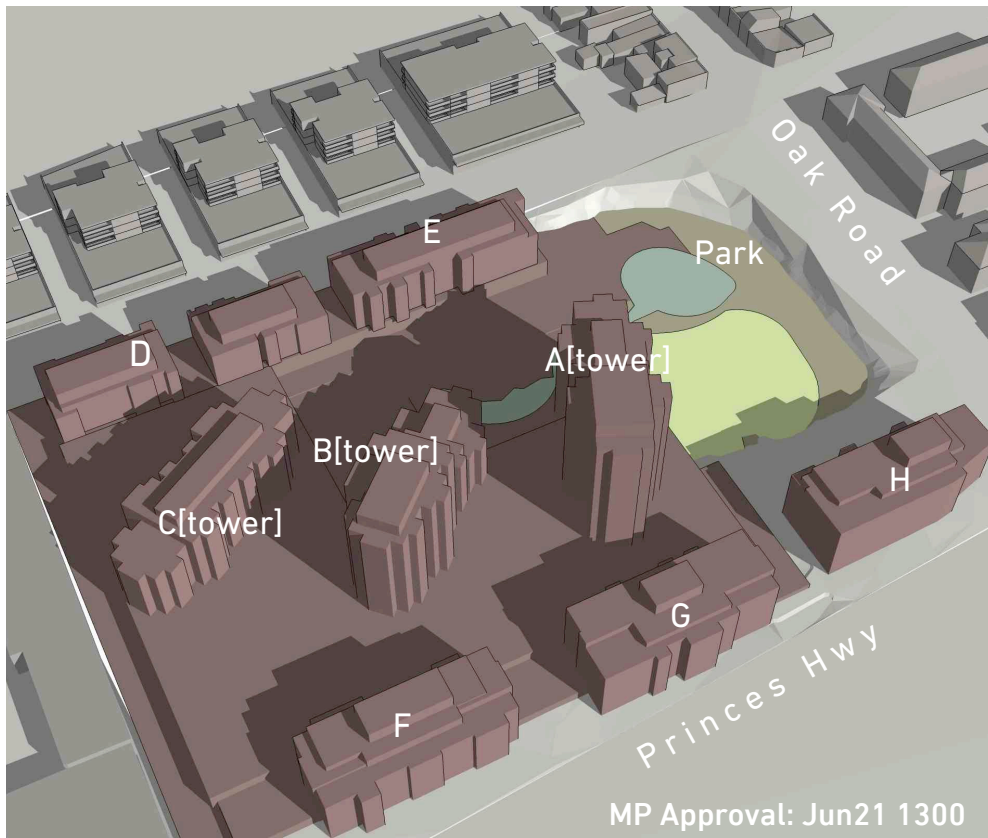 Oak Road
E
Park
D
A[tower]
B[tower]
H
C[tower]
G
F
Princes Hwy
MP Approval: Jun21 1300